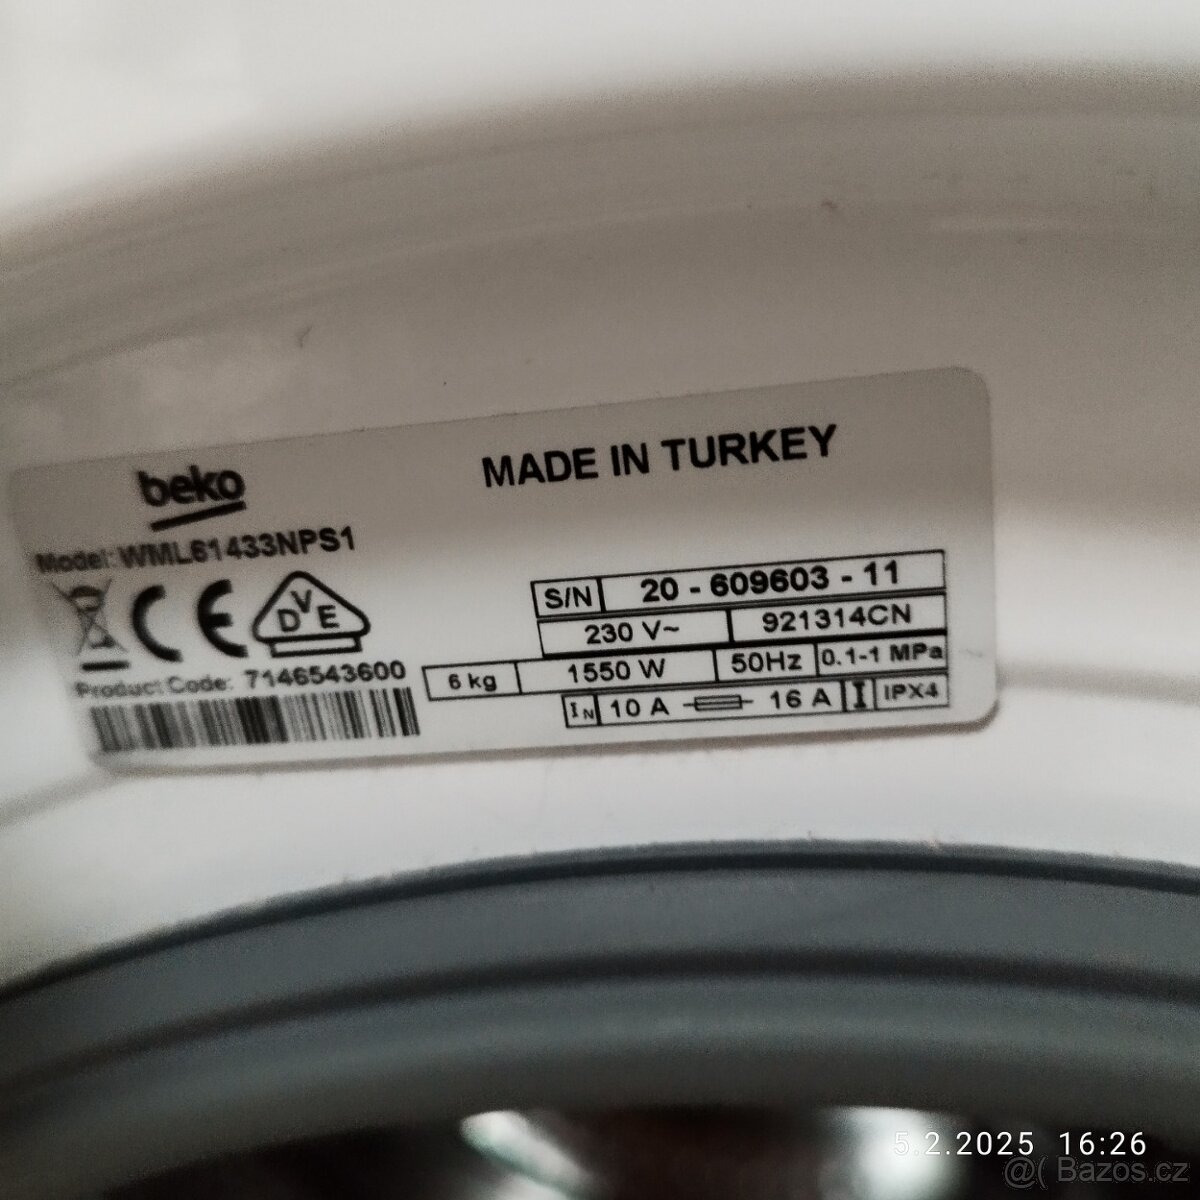 beko
MADE IN TURKEY
Model: WML61433NPS1
DVE
Product Code: 7146543600
S/N 20 - 609603 - 11
230 V~ 921314CN
6 kg 1550 W 50Hz 0.1-1 MPa
IN 10 A 16 A I IPX4
5.2.2025 16:26
@( Bazos.cz